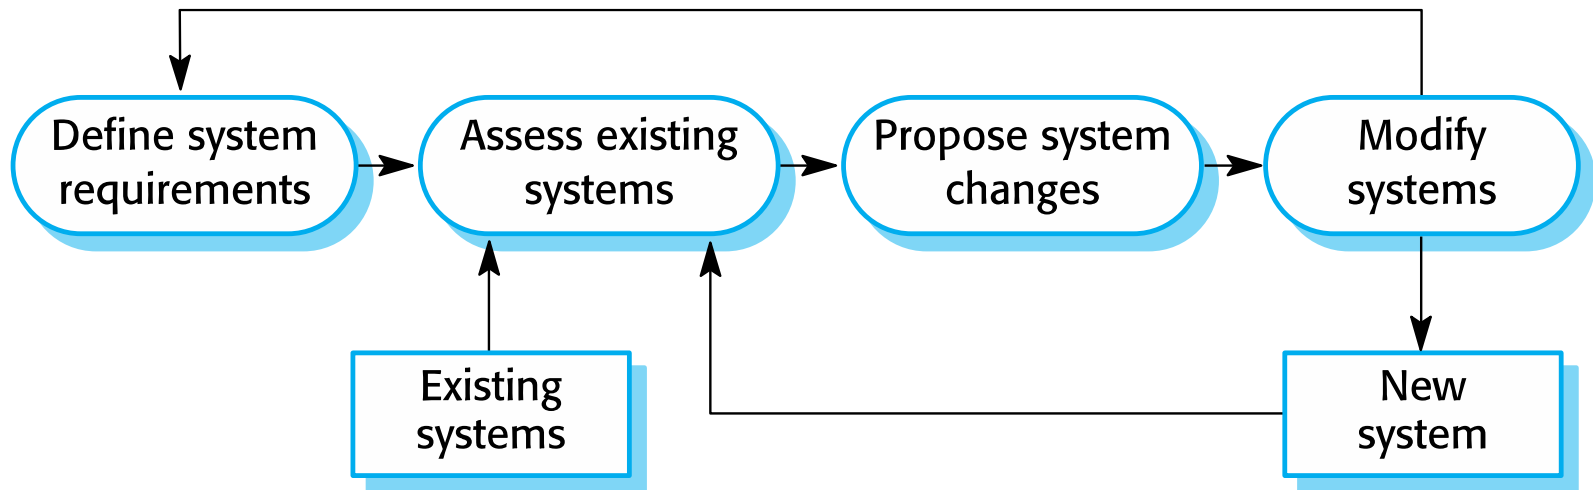 Define system
requirements
Assess existing
systems
Propose system
changes
Modify
systems
Existing
systems
New
system